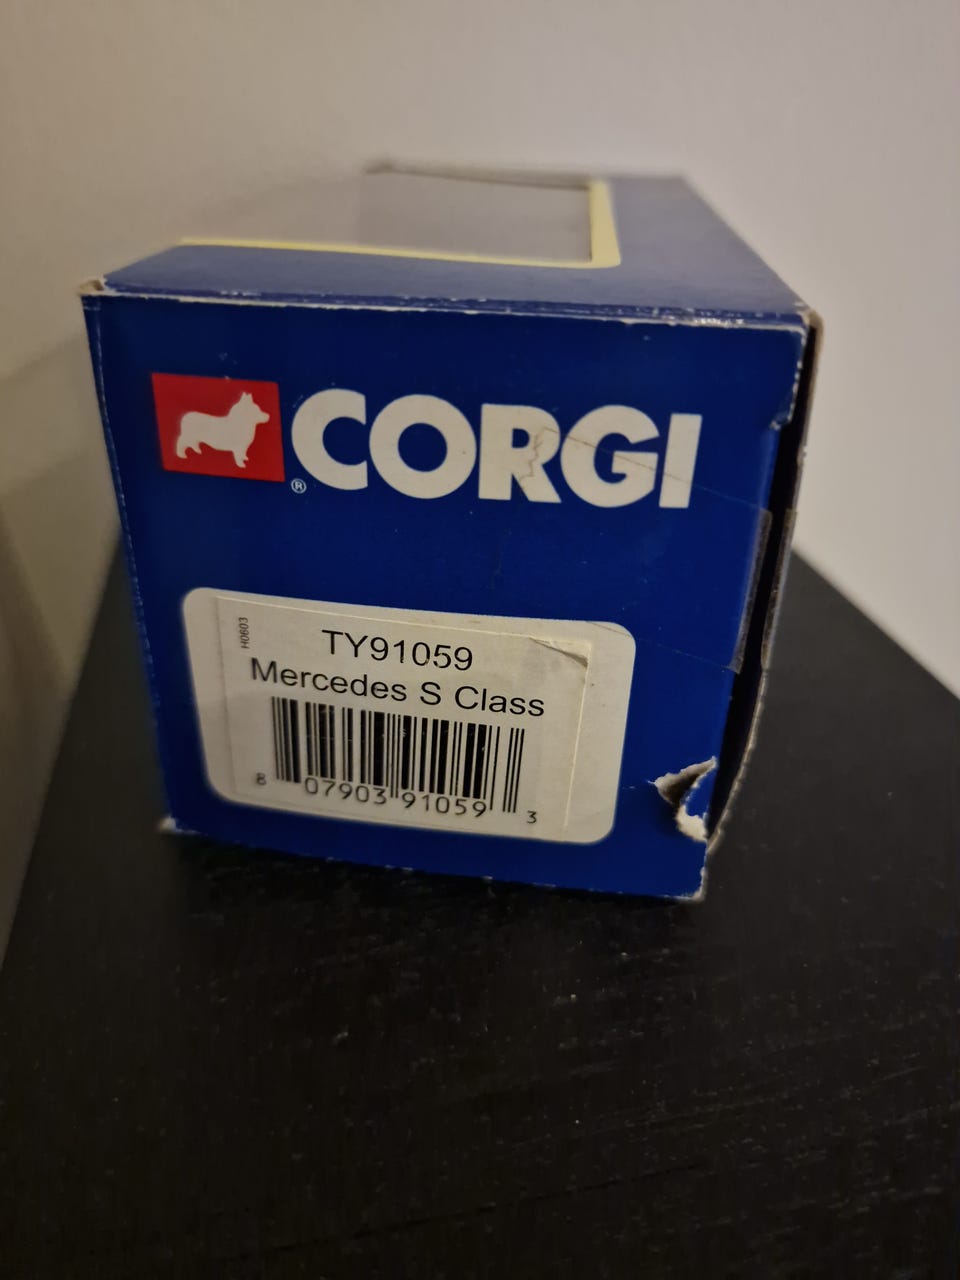 CORGI
®
H0603
TY91059
Mercedes S Class
8 07903 91059 3